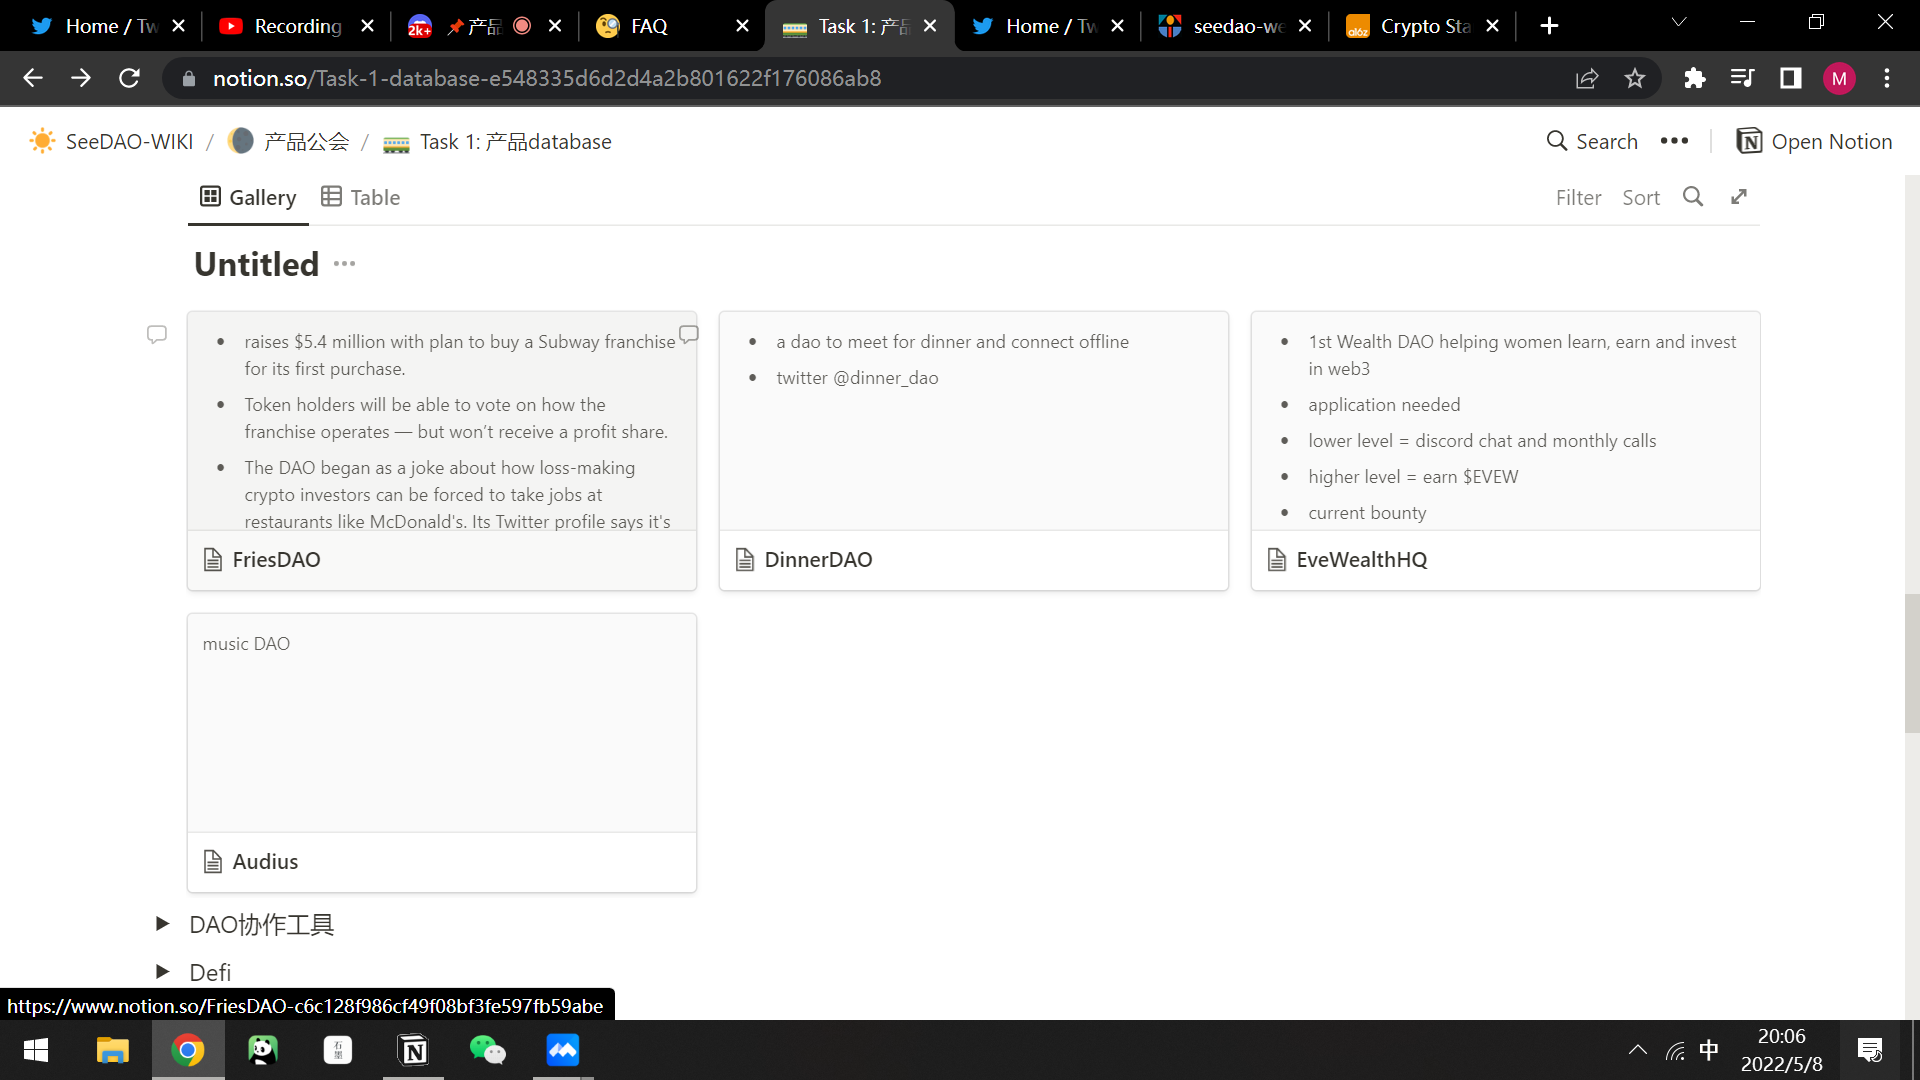 Home / Tw
Recording
2k+
产品
FAQ
Task 1: 产品
Home / Tw
seedao-we
Crypto Sta
notion.so/Task-1-database-e548335d6d2d4a2b801622f176086ab8
M
SeeDAO-WIKI / 产品公会 / Task 1: 产品database
Search
Open Notion
Gallery
Table
Filter
Sort
Untitled
• raises $5.4 million with plan to buy a Subway franchise
for its first purchase.
• Token holders will be able to vote on how the
franchise operates — but won’t receive a profit share.
• The DAO began as a joke about how loss-making
crypto investors can be forced to take jobs at
restaurants like McDonald's. Its Twitter profile says it's
FriesDAO
• a dao to meet for dinner and connect offline
• twitter @dinner_dao
DinnerDAO
• 1st Wealth DAO helping women learn, earn and invest
in web3
• application needed
• lower level = discord chat and monthly calls
• higher level = earn $EVEW
• current bounty
EveWealthHQ
music DAO
Audius
DAO协作工具
Defi
https://www.notion.so/FriesDAO-c6c128f986cf49f08bf3fe597fb59abe
石墨
中
20:06
2022/5/8